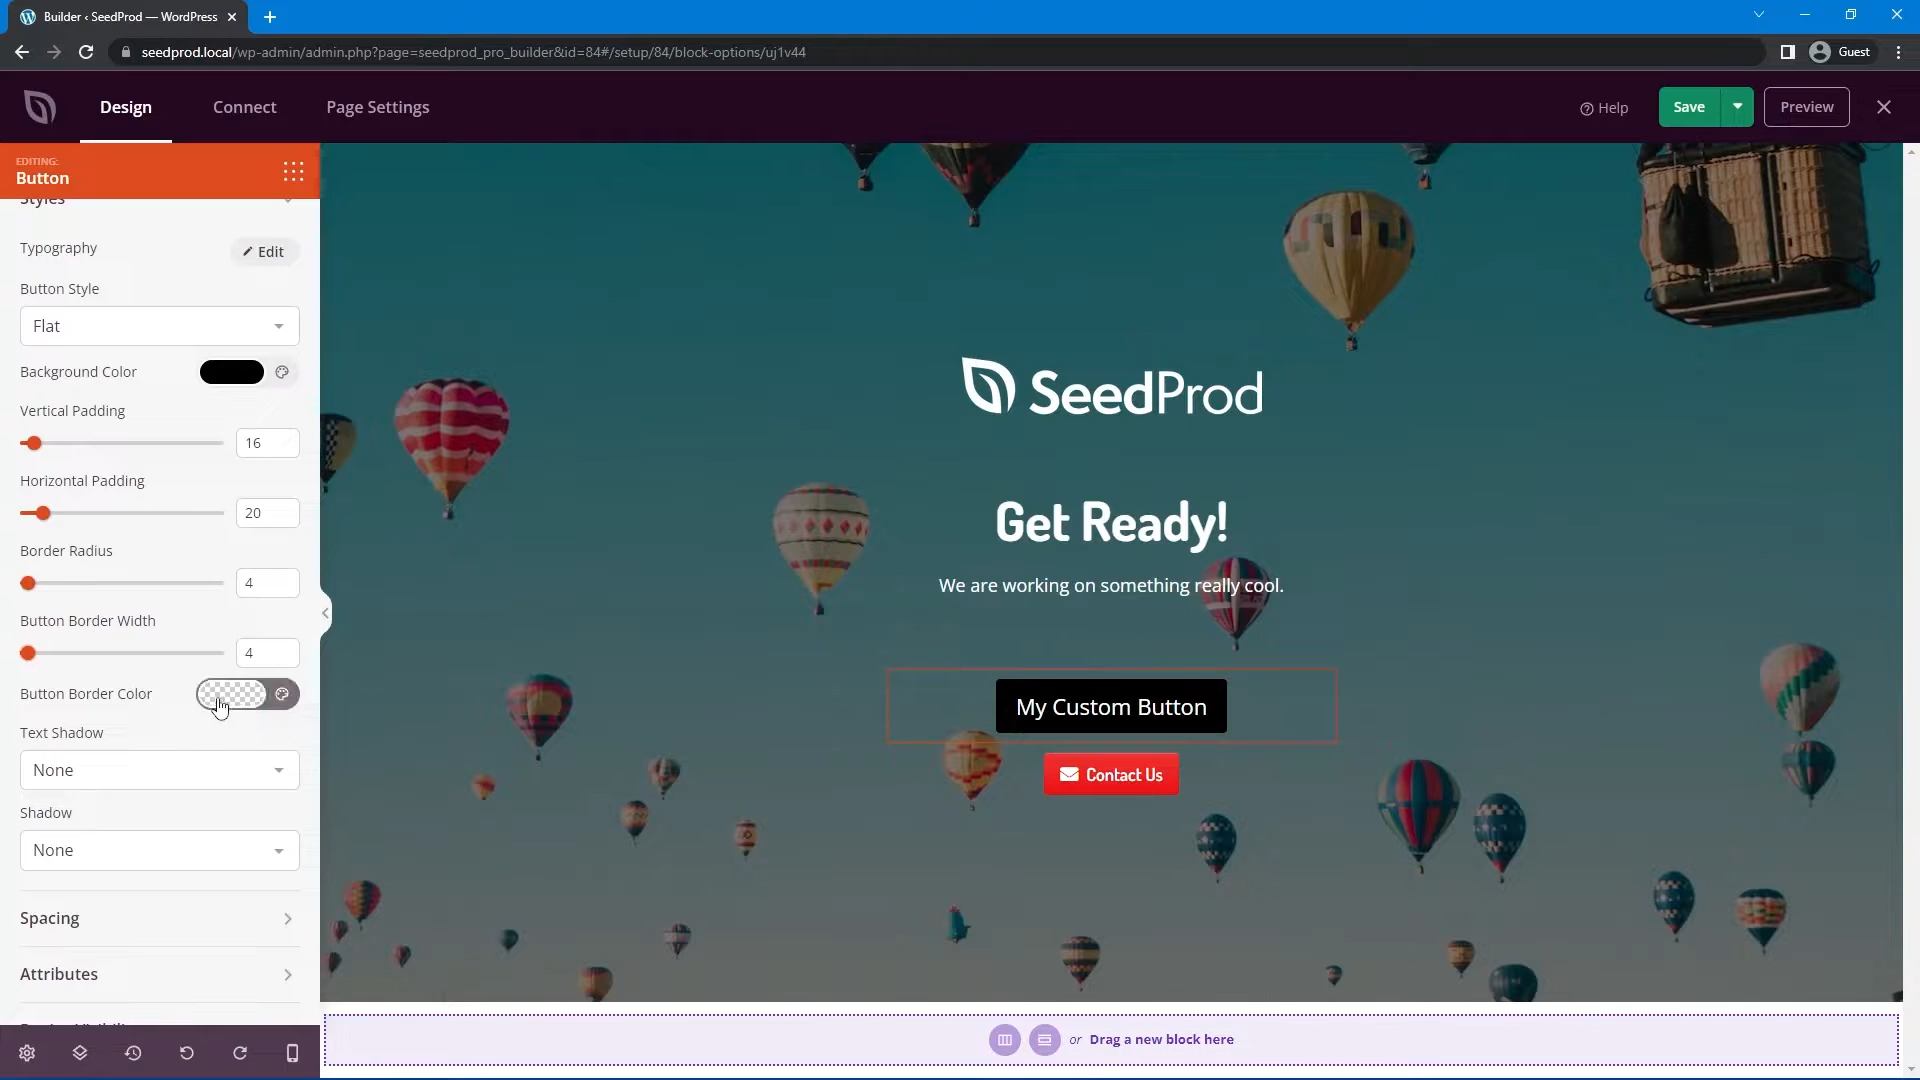 Builder ‹ SeedProd — WordPress
seedprod.local/wp-admin/admin.php?page=seedprod_pro_builder&id=84#/setup/84/block-options/uj1v44
Guest
Design
Connect
Page Settings
Help
Save
Preview
EDITING:
Button
Styles
Typography
Edit
Button Style
Flat
Background Color
Vertical Padding
16
Horizontal Padding
20
Border Radius
4
Button Border Width
4
Button Border Color
Text Shadow
None
Shadow
None
Spacing
Attributes
SeedProd
Get Ready!
We are working on something really cool.
My Custom Button
Contact Us
or Drag a new block here